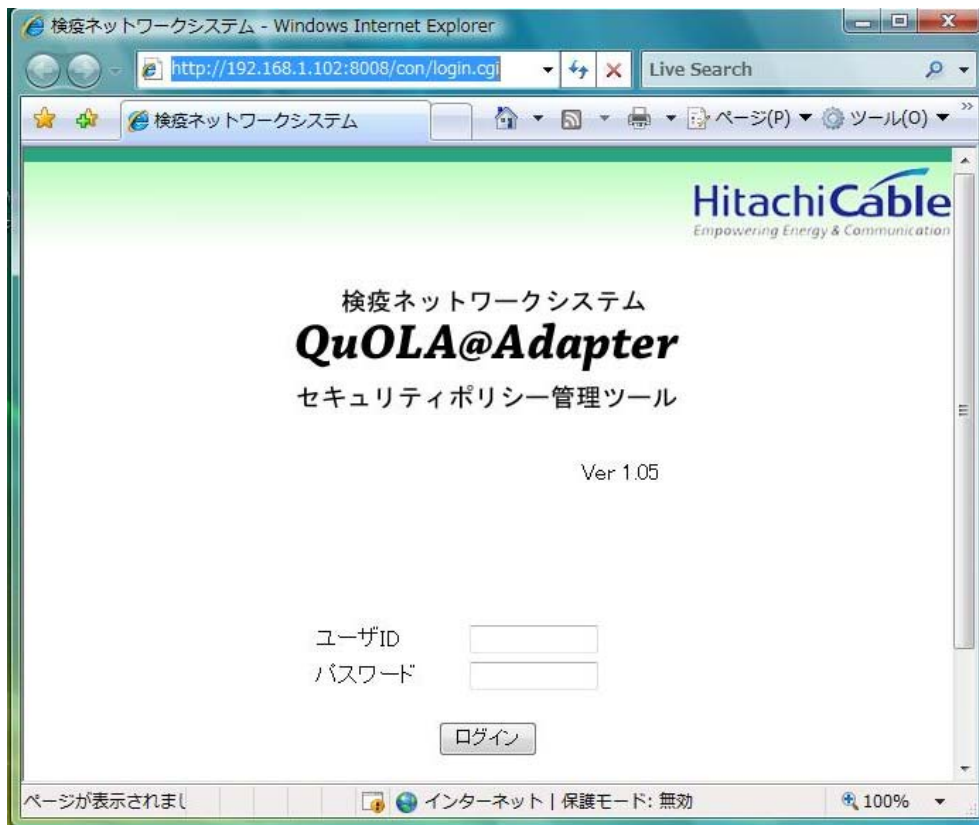 検疫ネットワークシステム - Windows Internet Explorer
http://192.168.1.102:8008/con/login.cgi
Live Search
検疫ネットワークシステム
ページ(P)
ツール(O)
HitachiCable
Empowering Energy & Communication
検疫ネットワークシステム
QuOLA@Adapter
セキュリティポリシー管理ツール
Ver 1.05
ユーザID
パスワード
ログイン
ページが表示されまし
インターネット | 保護モード: 無効
100%